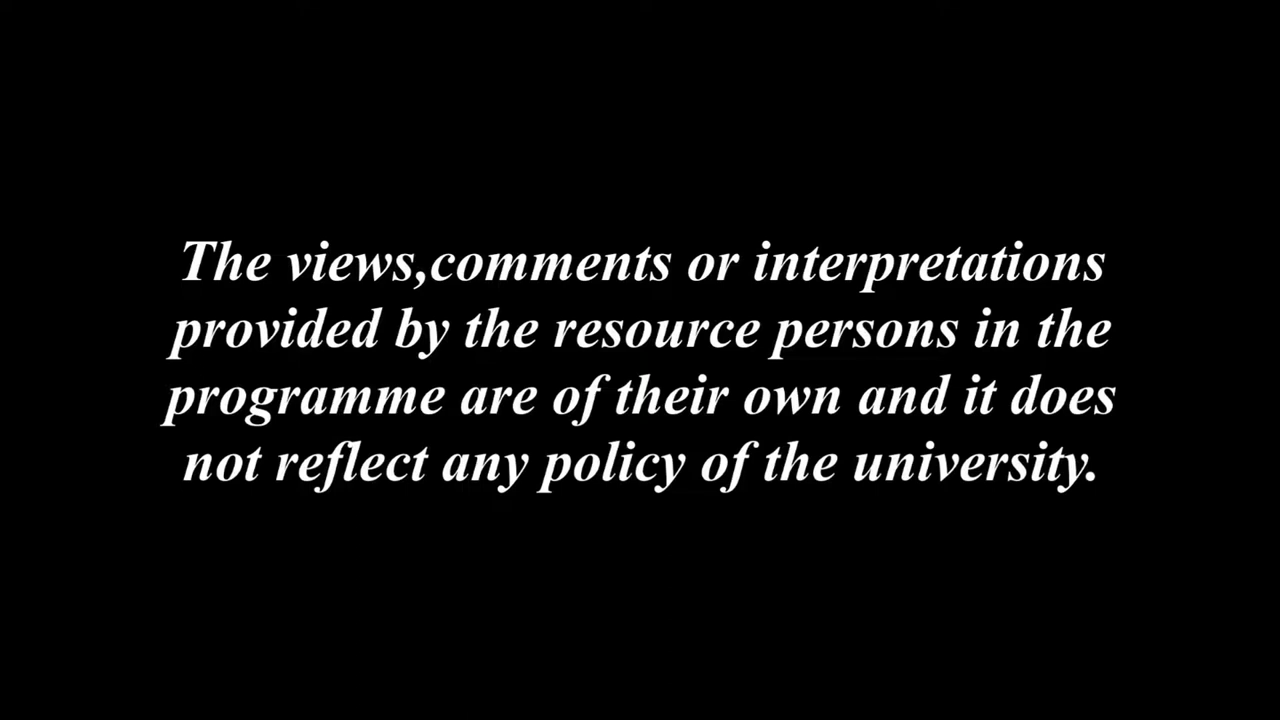 The views,comments or interpretations
provided by the resource persons in the
programme are of their own and it does
not reflect any policy of the university.